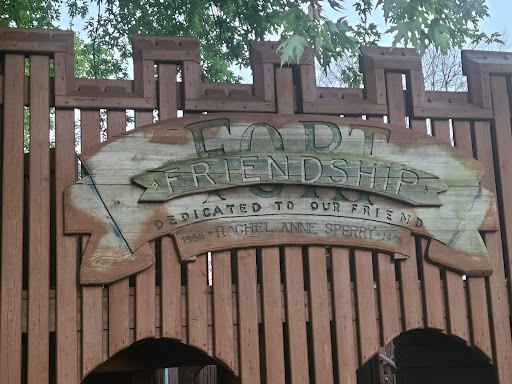 FORT
FRIENDSHIP
DEDICATED TO OUR FRIEND
RACHEL ANNE SPERRY